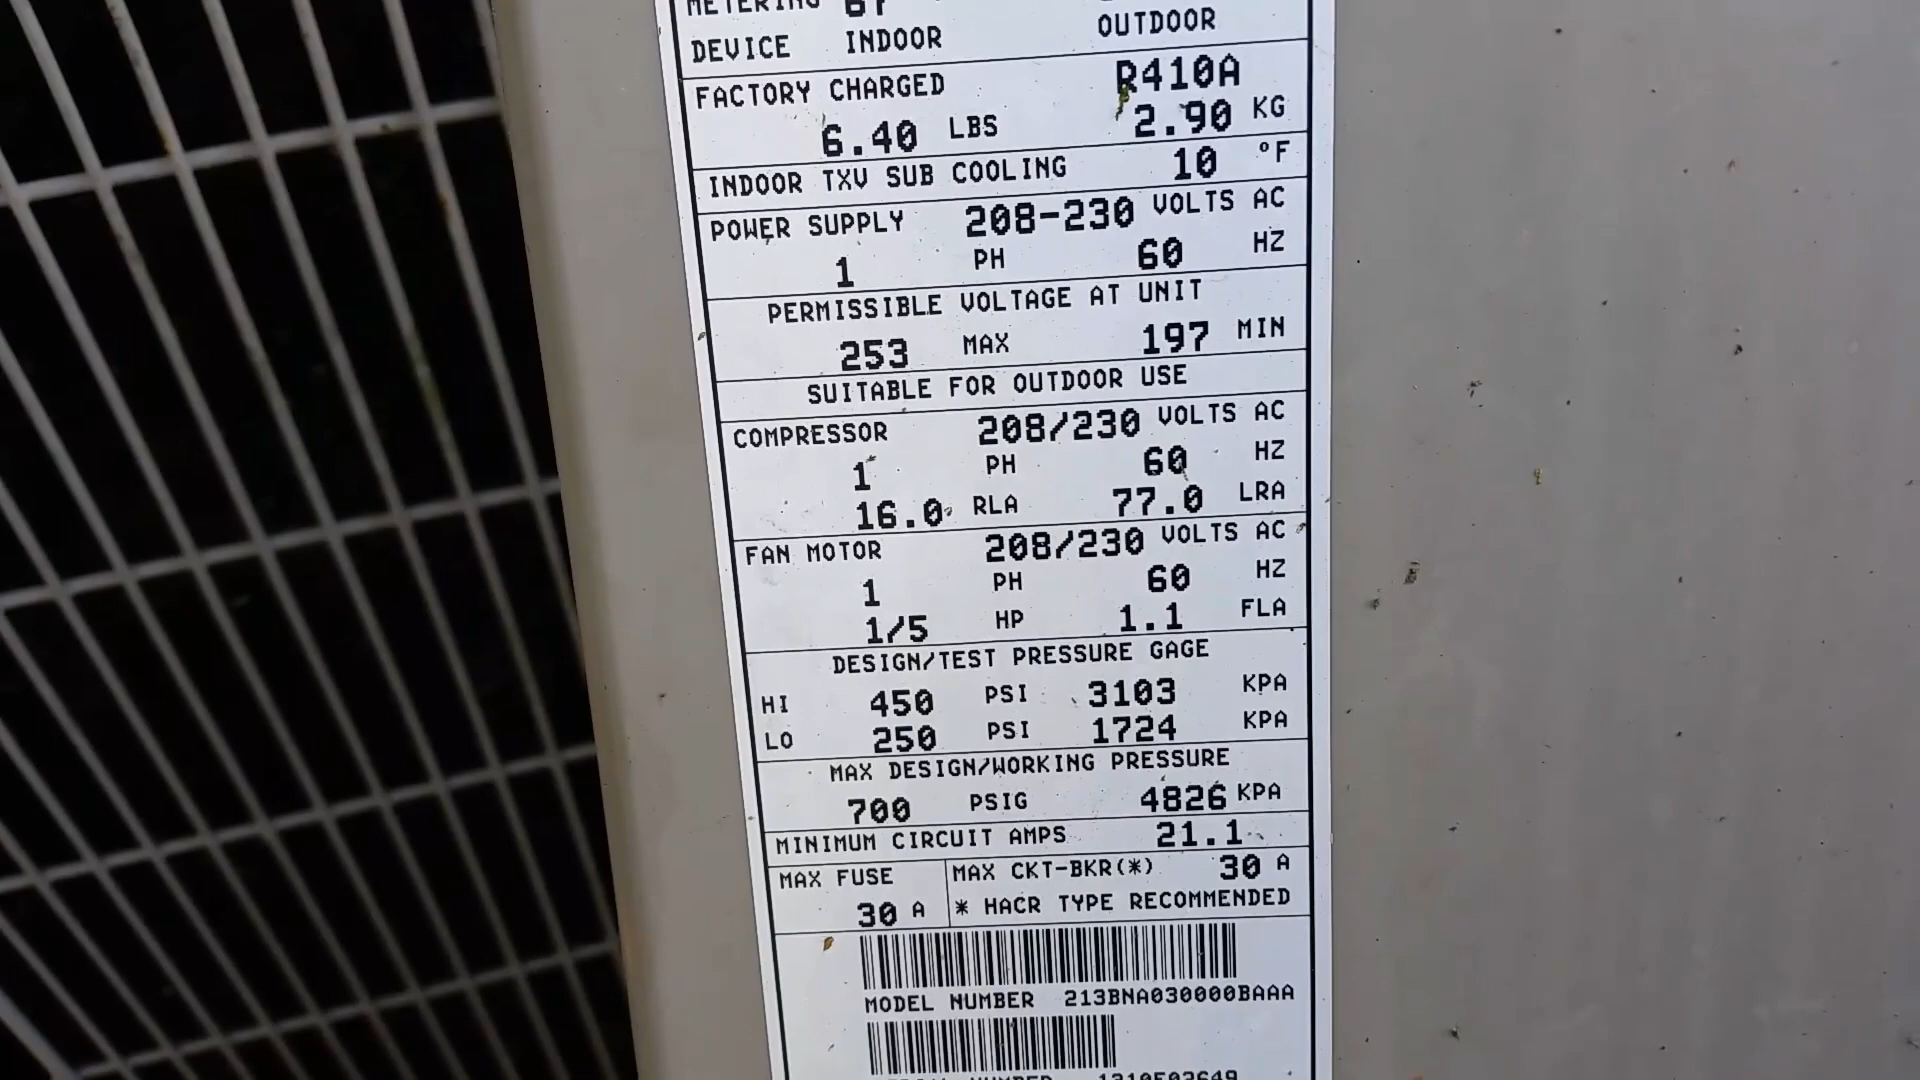 METERING
DEVICE INDOOR OUTDOOR
FACTORY CHARGED R410A
6.40 LBS 2.90 KG
INDOOR TXV SUB COOLING 10 °F
POWER SUPPLY 208-230 VOLTS AC
1 PH 60 HZ
PERMISSIBLE VOLTAGE AT UNIT
253 MAX 197 MIN
SUITABLE FOR OUTDOOR USE
COMPRESSOR 208/230 VOLTS AC
1 PH 60 HZ
16.0 RLA 77.0 LRA
FAN MOTOR 208/230 VOLTS AC
1 PH 60 HZ
1/5 HP 1.1 FLA
DESIGN/TEST PRESSURE GAGE
HI 450 PSI 3103 KPA
LO 250 PSI 1724 KPA
MAX DESIGN/WORKING PRESSURE
700 PSIG 4826 KPA
MINIMUM CIRCUIT AMPS 21.1
MAX FUSE MAX CKT-BKR(*) 30 A
30 A * HACR TYPE RECOMMENDED
MODEL NUMBER 213BNA030000BAAA
NUMBER